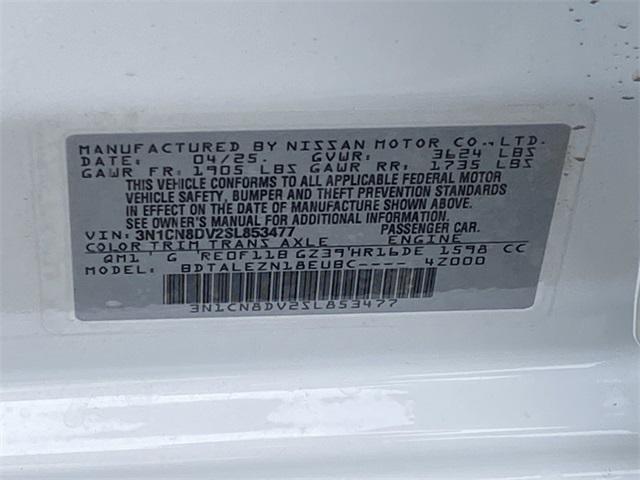 MANUFACTURED BY NISSAN MOTOR CO., LTD.
DATE: 04/25. GVWR: 3624 LBS
GAWR FR: 1905 LBS GAWR RR: 1735 LBS
THIS VEHICLE CONFORMS TO ALL APPLICABLE FEDERAL MOTOR
VEHICLE SAFETY, BUMPER AND THEFT PREVENTION STANDARDS
IN EFFECT ON THE DATE OF MANUFACTURE SHOWN ABOVE.
SEE OWNER'S MANUAL FOR ADDITIONAL INFORMATION.
VIN: 3N1CN8DV2SL853477 PASSENGER CAR.
COLOR TRIM TRANS AXLE ENGINE
QM1 G RE0F11B GZ39 HR16DE 1598 CC
MODEL: BDTALEZN18EUBC---- 4Z000
3N1CN8DV2SL853477